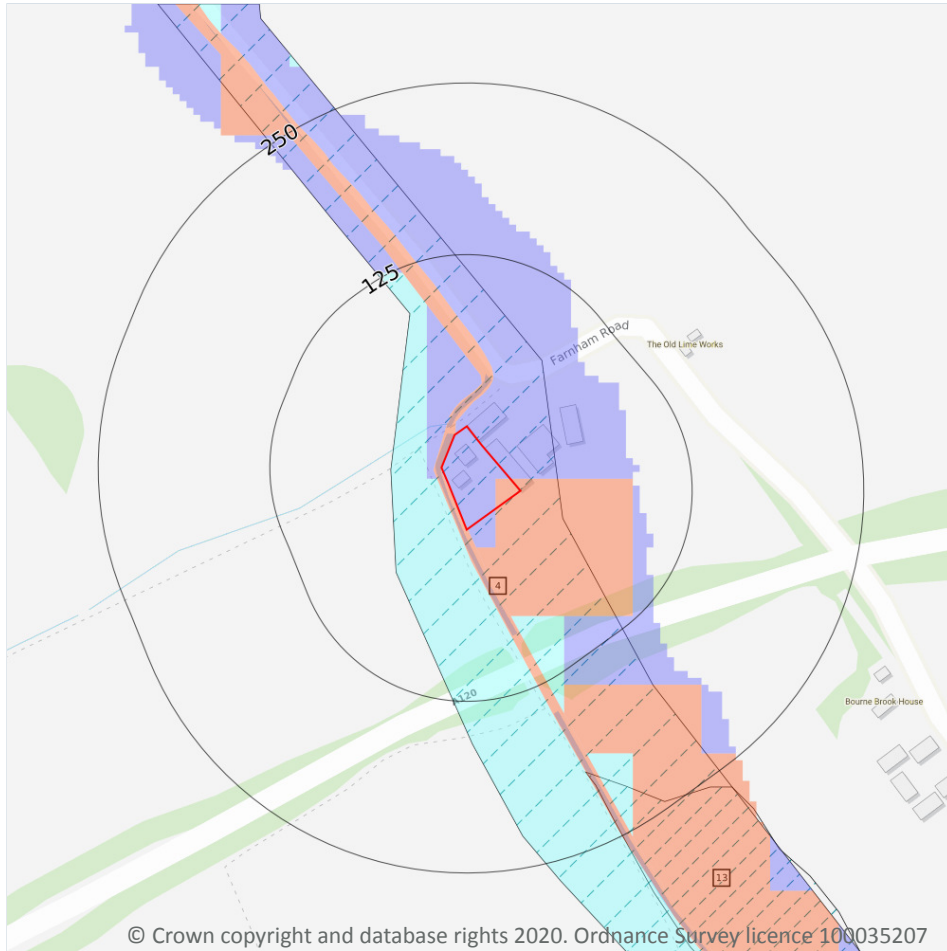 250
125
Farnham Road
The Old Lime Works
4
A120
Bourne Brook House
13
© Crown copyright and database rights 2020. Ordnance Survey licence 100035207